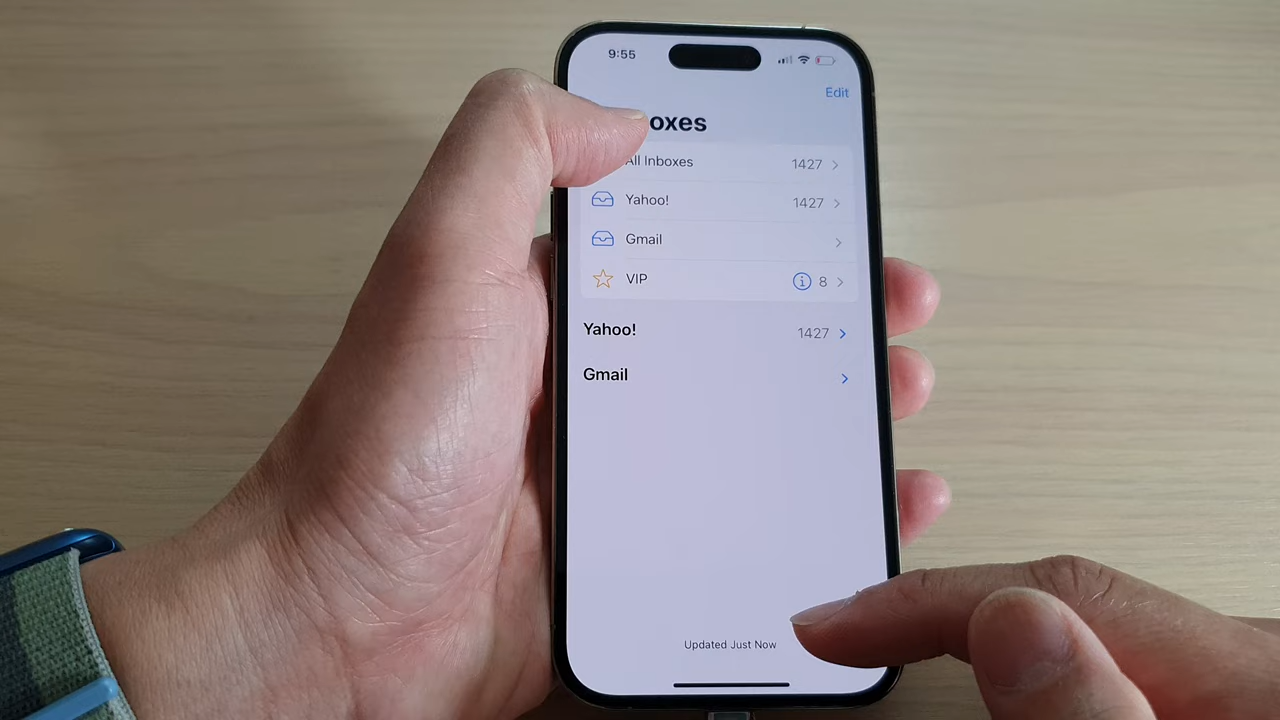 9:55
Edit
oxes
All Inboxes 1427
Yahoo! 1427
Gmail
VIP 8
Yahoo! 1427
Gmail
Updated Just Now